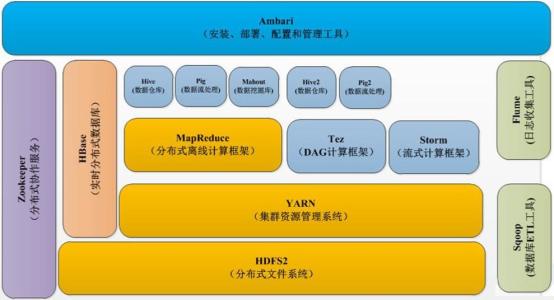 Ambari
（安装、部署、配置和管理工具）
Zookeeper
（分布式协作服务）
HBase
（实时分布式数据库）
Hive
(数据仓库)
Pig
(数据流处理)
Mahout
(数据挖掘库)
Hive2
(数据仓库)
Pig2
(数据流处理)
MapReduce
（分布式离线计算框架）
Tez
（DAG计算框架）
Storm
（流式计算框架）
YARN
（集群资源管理系统）
HDFS2
（分布式文件系统）
Flume
(日志收集工具)
Sqoop
(数据库ETL工具)